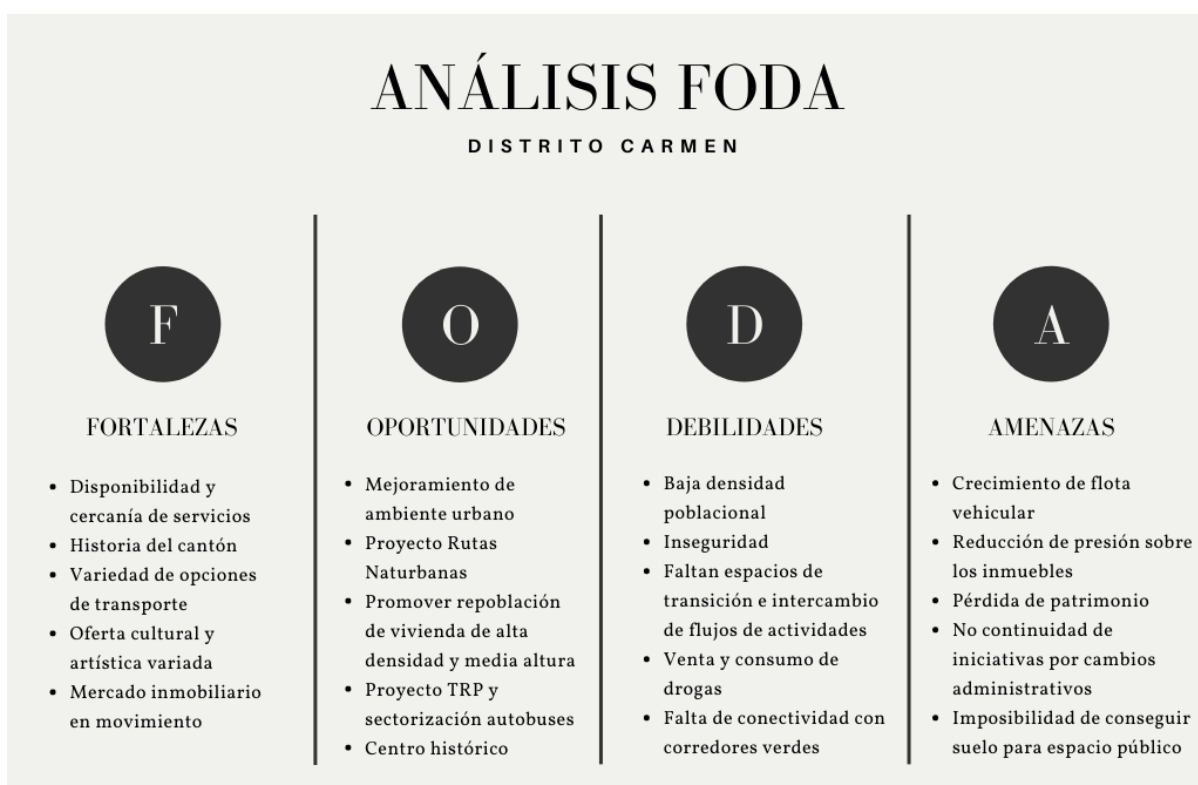 ANÁLISIS FODA
DISTRITO CARMEN
F
FORTALEZAS
• Disponibilidad y
cercanía de servicios
• Historia del cantón
• Variedad de opciones
de transporte
• Oferta cultural y
artística variada
• Mercado inmobiliario
en movimiento
O
OPORTUNIDADES
• Mejoramiento de
ambiente urbano
• Proyecto Rutas
Naturbanas
• Promover repoblación
de vivienda de alta
densidad y media altura
• Proyecto TRP y
sectorización autobuses
• Centro histórico
D
DEBILIDADES
• Baja densidad
poblacional
• Inseguridad
• Faltan espacios de
transición e intercambio
de flujos de actividades
• Venta y consumo de
drogas
• Falta de conectividad con
corredores verdes
A
AMENAZAS
• Crecimiento de flota
vehicular
• Reducción de presión sobre
los inmuebles
• Pérdida de patrimonio
• No continuidad de
iniciativas por cambios
administrativos
• Imposibilidad de conseguir
suelo para espacio público